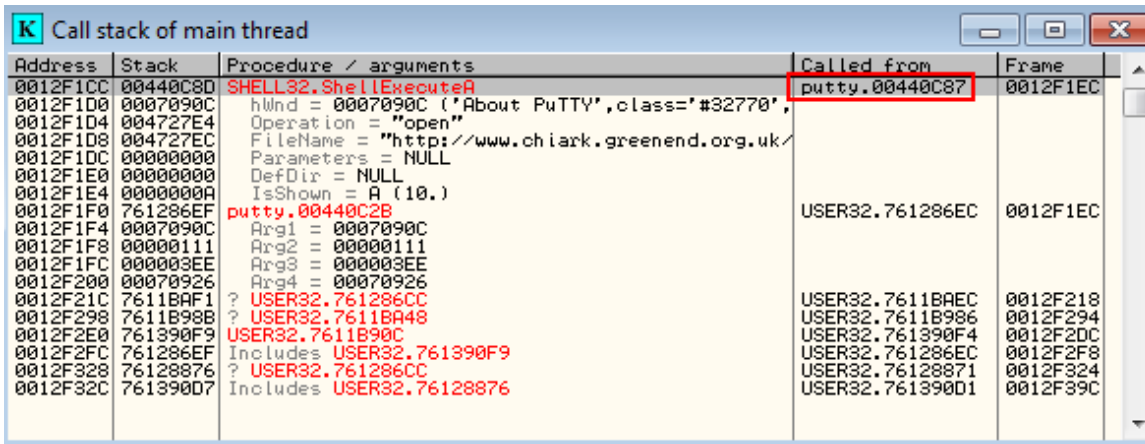 K Call stack of main thread
Address Stack Procedure / arguments Called from Frame
0012F1CC 00440C8D SHELL32.ShellExecuteA putty.00440C87 0012F1EC
0012F1D0 0007090C hWnd = 0007090C ('About PuTTY',class='#32770',
0012F1D4 004727E4 Operation = "open"
0012F1D8 004727EC FileName = "http://www.chiark.greenend.org.uk/
0012F1DC 00000000 Parameters = NULL
0012F1E0 00000000 DefDir = NULL
0012F1E4 0000000A IsShown = A (10.)
0012F1F0 761286EF putty.00440C2B USER32.761286EC 0012F1EC
0012F1F4 0007090C Arg1 = 0007090C
0012F1F8 00000111 Arg2 = 00000111
0012F1FC 000003EE Arg3 = 000003EE
0012F200 00070926 Arg4 = 00070926
0012F21C 7611BAF1 ? USER32.761286CC USER32.7611BAEC 0012F218
0012F298 7611B98B ? USER32.7611BA48 USER32.7611B986 0012F294
0012F2E0 761390F9 USER32.7611B90C USER32.761390F4 0012F2DC
0012F2FC 761286EF Includes USER32.761390F9 USER32.761286EC 0012F2F8
0012F328 76128876 ? USER32.761286CC USER32.76128871 0012F324
0012F32C 761390D7 Includes USER32.76128876 USER32.761390D1 0012F39C